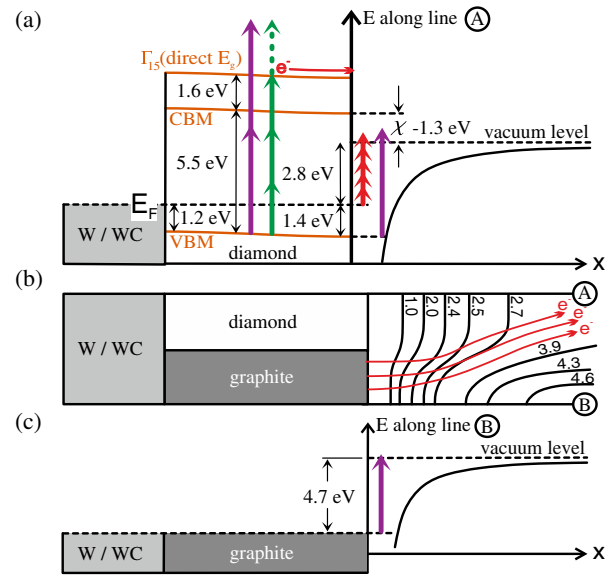 (a)
E along line A
Γ15(direct Eg)
e-
1.6 eV
CBM
χ -1.3 eV
vacuum level
5.5 eV
2.8 eV
EF
1.2 eV
1.4 eV
W / WC
VBM
diamond
x
(b)
A
W / WC
diamond
graphite
1.0
2.0
2.4
2.5
2.7
e-
e-
e-
3.9
4.3
4.6
B
(c)
E along line B
vacuum level
4.7 eV
W / WC
graphite
x